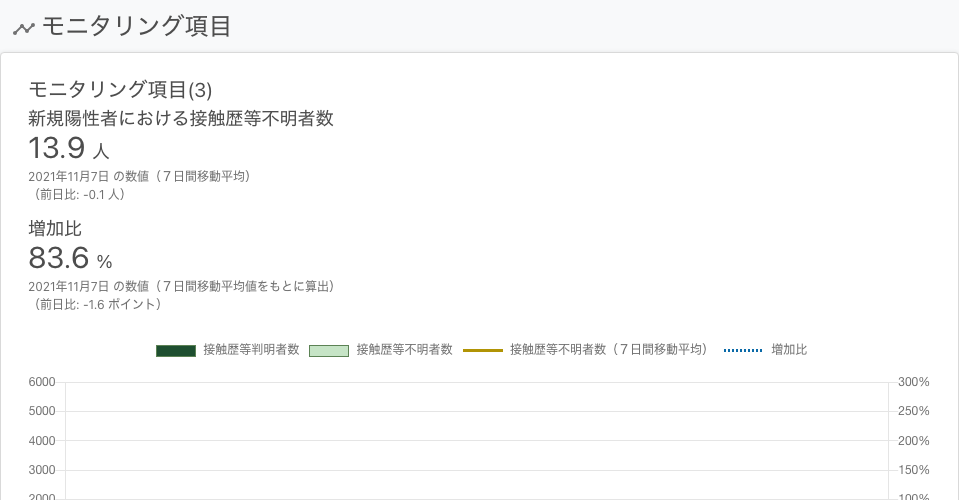 モニタリング項目
モニタリング項目(3)
新規陽性者における接触歴等不明者数
13.9 人
2021年11月7日 の数値（７日間移動平均）
（前日比: -0.1 人）
増加比
83.6 %
2021年11月7日 の数値（７日間移動平均値をもとに算出）
（前日比: -1.6 ポイント）
接触歴等判明者数 接触歴等不明者数 接触歴等不明者数（７日間移動平均） 増加比
6000 300%
5000 250%
4000 200%
3000 150%
2000 100%